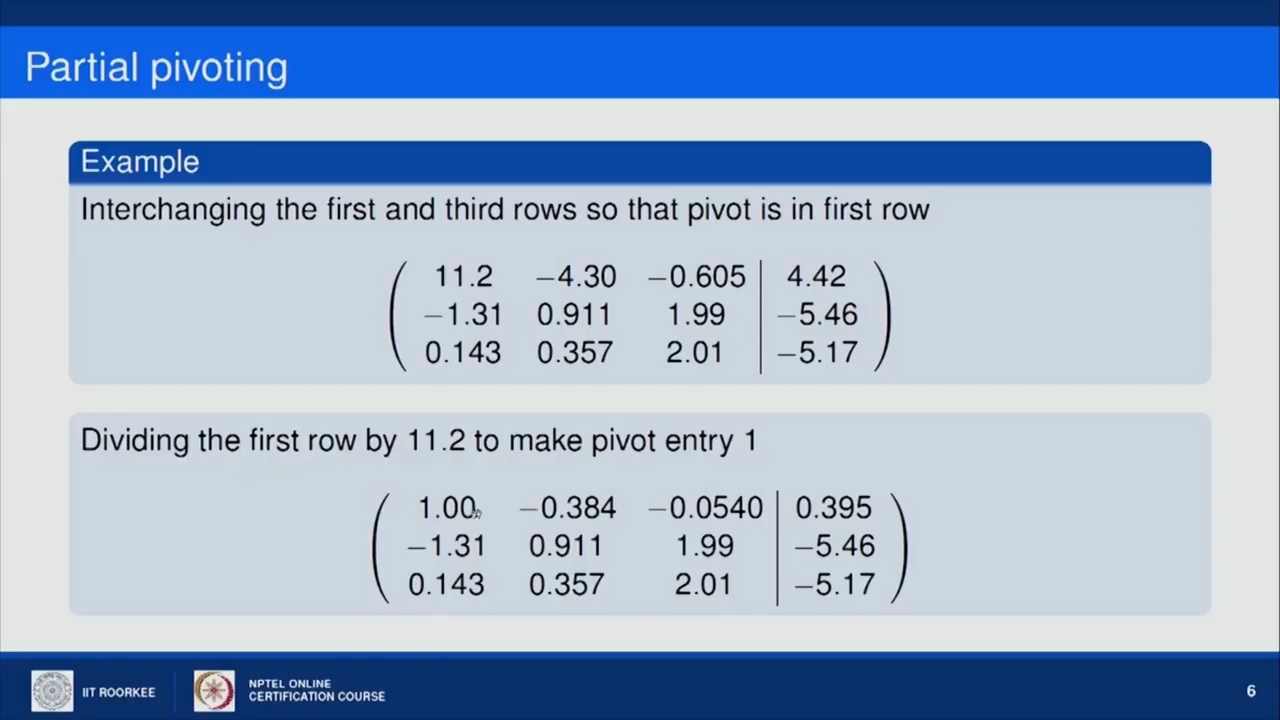 Partial pivoting
Example
Interchanging the first and third rows so that pivot is in first row
11.2 −4.30 −0.605 4.42
−1.31 0.911 1.99 −5.46
0.143 0.357 2.01 −5.17
Dividing the first row by 11.2 to make pivot entry 1
1.00 −0.384 −0.0540 0.395
−1.31 0.911 1.99 −5.46
0.143 0.357 2.01 −5.17
IIT ROORKEE
NPTEL ONLINE
CERTIFICATION COURSE
6